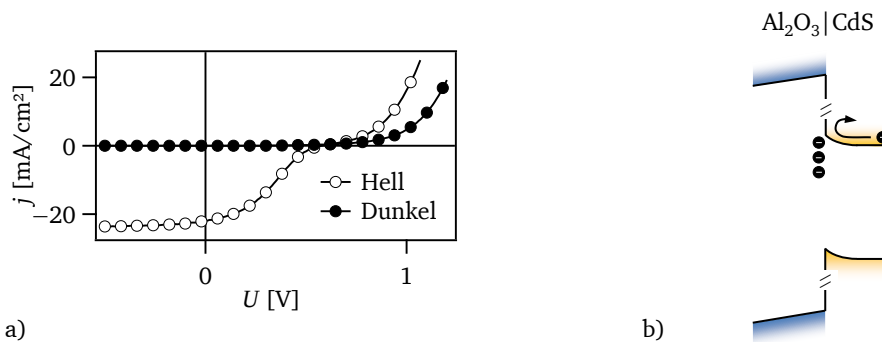 Al₂O₃|CdS
20
0
−20
j [mA/cm²]
Hell
Dunkel
0
1
U [V]
a)
b)